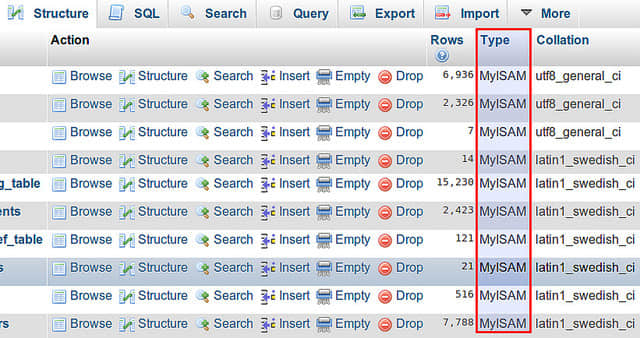 Structure SQL Search Query Export Import More
Action Rows Type Collation
Browse Structure Search Insert Empty Drop 6,936 MyISAM utf8_general_ci
Browse Structure Search Insert Empty Drop 2,326 MyISAM utf8_general_ci
Browse Structure Search Insert Empty Drop 7 MyISAM utf8_general_ci
Browse Structure Search Insert Empty Drop 14 MyISAM latin1_swedish_ci
g_table Browse Structure Search Insert Empty Drop 15,230 MyISAM latin1_swedish_ci
ents Browse Structure Search Insert Empty Drop 2,423 MyISAM latin1_swedish_ci
ef_table Browse Structure Search Insert Empty Drop 121 MyISAM latin1_swedish_ci
s Browse Structure Search Insert Empty Drop 21 MyISAM latin1_swedish_ci
Browse Structure Search Insert Empty Drop 516 MyISAM latin1_swedish_ci
rs Browse Structure Search Insert Empty Drop 7,788 MyISAM latin1_swedish_ci